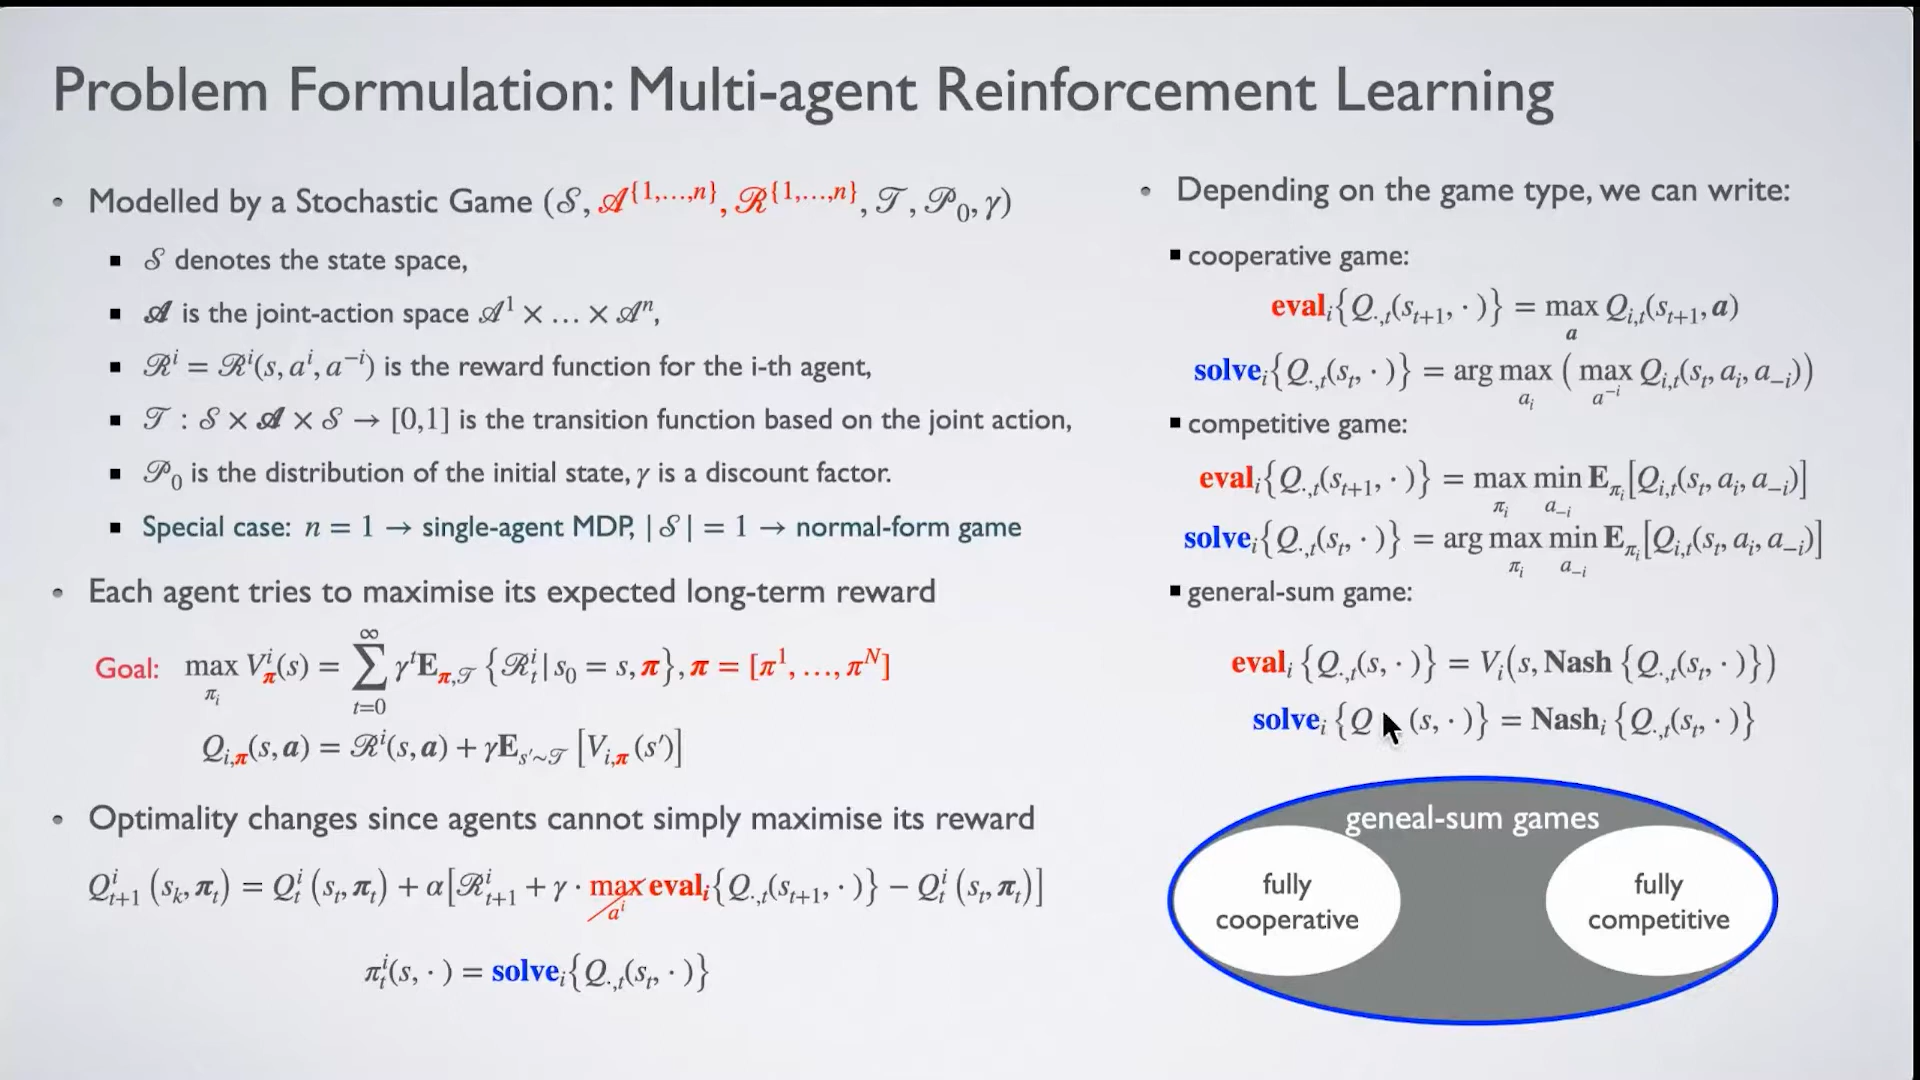 Problem Formulation: Multi-agent Reinforcement Learning
• Modelled by a Stochastic Game (𝒮, 𝒜^{1,…,n}, ℛ^{1,…,n}, 𝒯, 𝒫₀, γ)
▪ 𝒮 denotes the state space,
▪ 𝓐 is the joint-action space 𝒜¹ × … × 𝒜ⁿ,
▪ ℛⁱ = ℛⁱ(s, aⁱ, a⁻ⁱ) is the reward function for the i-th agent,
▪ 𝒯 : 𝒮 × 𝓐 × 𝒮 → [0,1] is the transition function based on the joint action,
▪ 𝒫₀ is the distribution of the initial state, γ is a discount factor.
▪ Special case: n = 1 → single-agent MDP, |𝒮| = 1 → normal-form game
• Each agent tries to maximise its expected long-term reward
Goal: max_{π_i} V^i_π(s) = ∑_{t=0}^{∞} γ^t E_{π,𝒯} {ℛ^i_t | s_0 = s, π}, π = [π^1, …, π^N]
Q_{i,π}(s, a) = ℛ^i(s, a) + γE_{s′∼𝒯} [V_{i,π}(s′)]
• Optimality changes since agents cannot simply maximise its reward
Q^i_{t+1}(s_k, π_t) = Q^i_t(s_t, π_t) + α[ℛ^i_{t+1} + γ · max_{a^i} eval_i{Q_{·,t}(s_{t+1}, ·)} − Q^i_t(s_t, π_t)]
π^i_t(s, ·) = solve_i{Q_{·,t}(s_t, ·)}
• Depending on the game type, we can write:
▪ cooperative game:
eval_i{Q_{·,t}(s_{t+1}, ·)} = max_a Q_{i,t}(s_{t+1}, a)
solve_i{Q_{·,t}(s_t, ·)} = arg max_{a_i} (max_{a^{-i}} Q_{i,t}(s_t, a_i, a_{-i}))
▪ competitive game:
eval_i{Q_{·,t}(s_{t+1}, ·)} = max_{π_i} min_{a_{-i}} E_{π_i}[Q_{i,t}(s_t, a_i, a_{-i})]
solve_i{Q_{·,t}(s_t, ·)} = arg max_{π_i} min_{a_{-i}} E_{π_i}[Q_{i,t}(s_t, a_i, a_{-i})]
▪ general-sum game:
eval_i {Q_{·,t}(s, ·)} = V_i(s, Nash {Q_{·,t}(s_t, ·)})
solve_i {Q (s, ·)} = Nash_i {Q_{·,t}(s_t, ·)}
geneal-sum games
fully
cooperative
fully
competitive